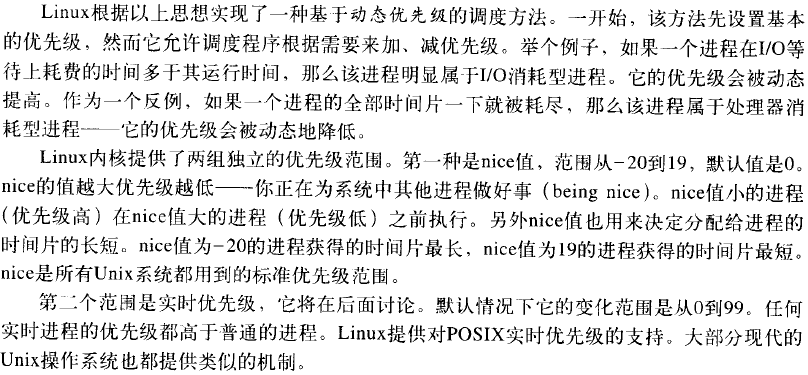 Linux根据以上思想实现了一种基于动态优先级的调度方法。一开始，该方法先设置基本
的优先级，然而它允许调度程序根据需要来加、减优先级。举个例子，如果一个进程在I/O等
待上耗费的时间多于其运行时间，那么该进程明显属于I/O消耗型进程。它的优先级会被动态
提高。作为一个反例，如果一个进程的全部时间片一下就被耗尽，那么该进程属于处理器消
耗型进程——它的优先级会被动态地降低。
Linux内核提供了两组独立的优先级范围。第一种是nice值，范围从-20到19，默认值是0。
nice的值越大优先级越低——你正在为系统中其他进程做好事（being nice）。nice值小的进程
（优先级高）在nice值大的进程（优先级低）之前执行。另外nice值也用来决定分配给进程的
时间片的长短。nice值为-20的进程获得的时间片最长，nice值为19的进程获得的时间片最短。
nice是所有Unix系统都用到的标准优先级范围。
第二个范围是实时优先级，它将在后面讨论。默认情况下它的变化范围是从0到99。任何
实时进程的优先级都高于普通的进程。Linux提供对POSIX实时优先级的支持。大部分现代的
Unix操作系统也都提供类似的机制。